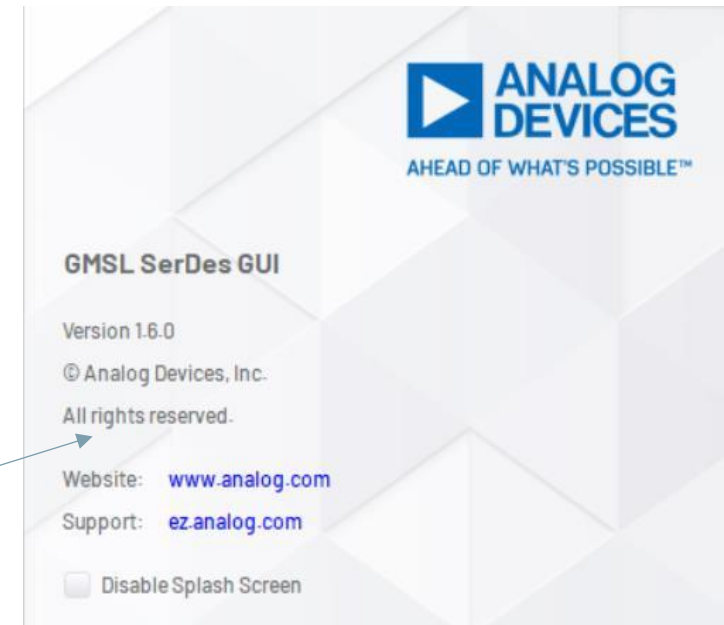 ANALOG
DEVICES
AHEAD OF WHAT'S POSSIBLE™
GMSL SerDes GUI
Version 1.6.0
© Analog Devices, Inc.
All rights reserved.
Website: www.analog.com
Support: ez.analog.com
Disable Splash Screen